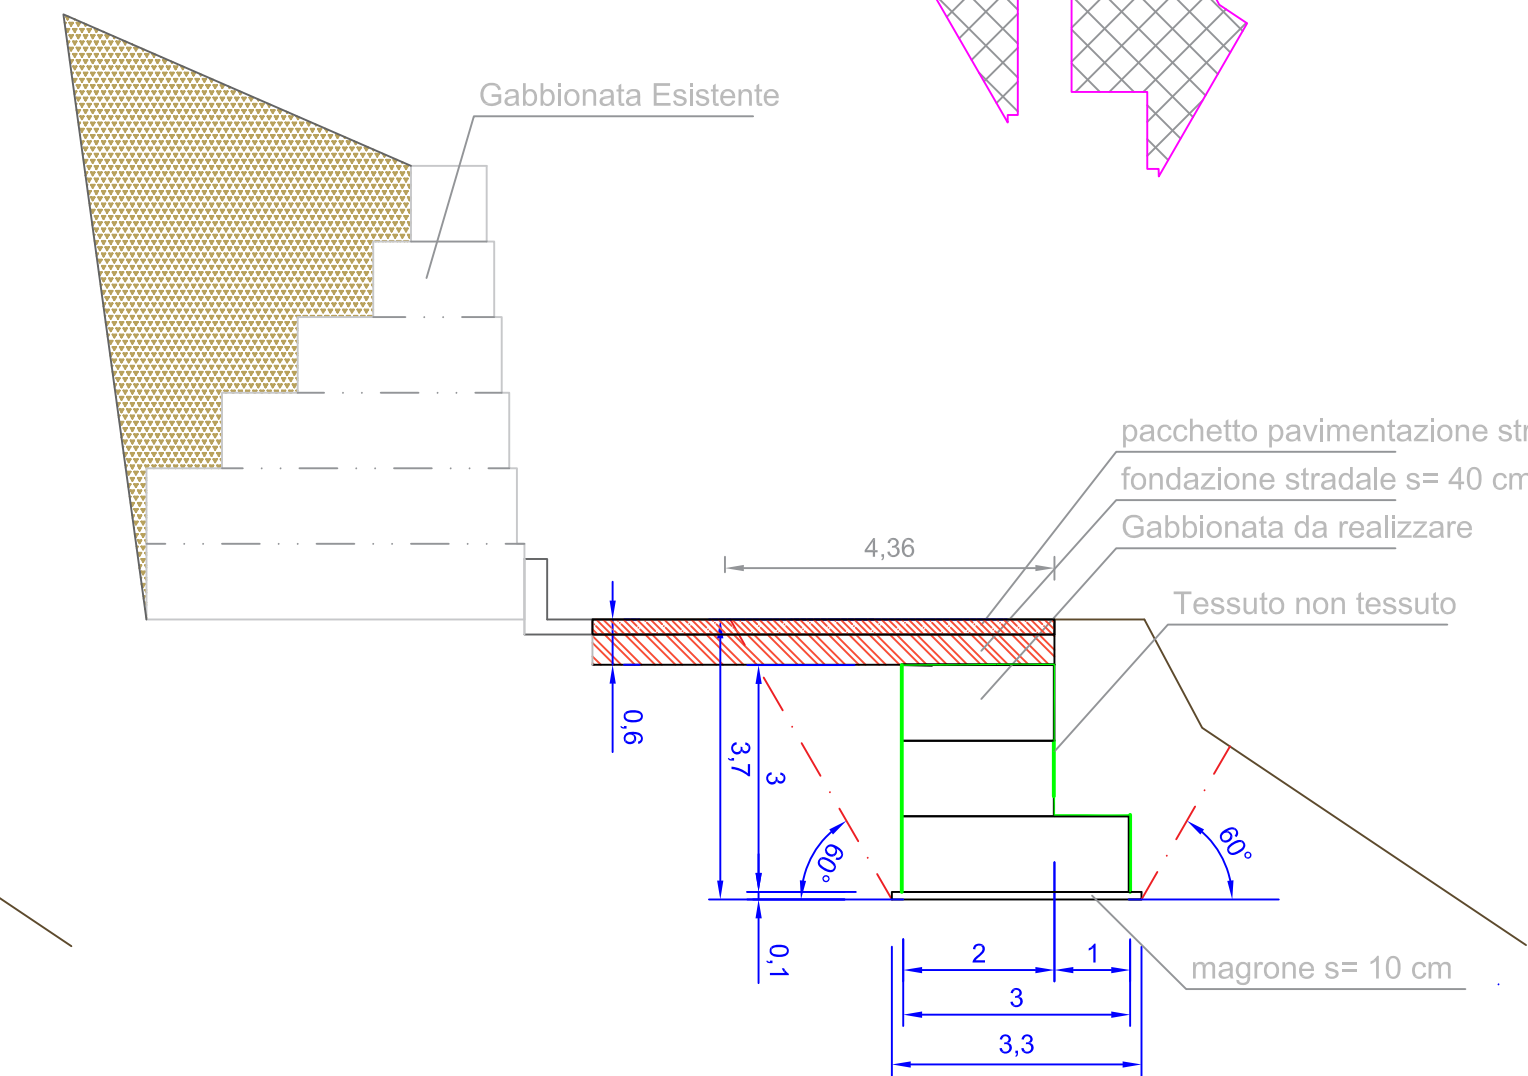 Gabbionata Esistente
pacchetto pavimentazione
fondazione stradale s= 40 cm
Gabbionata da realizzare
4,36
Tessuto non tessuto
0,6
3,7
3
60°
60°
0,1
2
1
magrone s= 10 cm
3
3,3